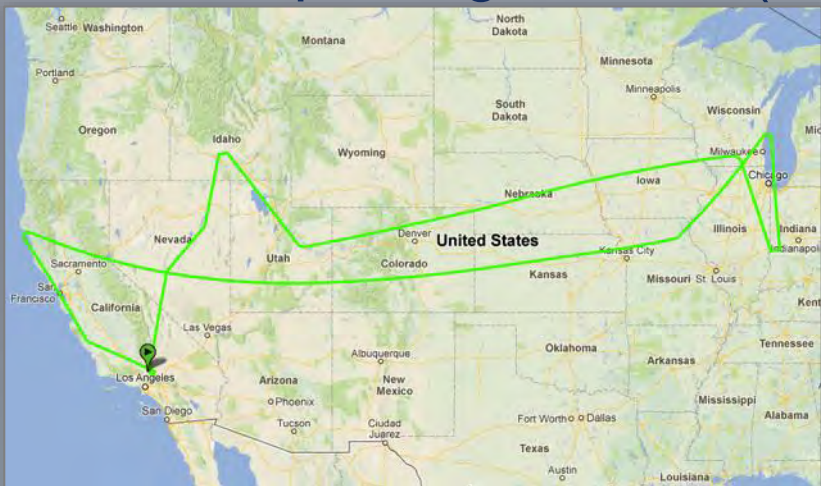 Seattle
Washington
Montana
North
Dakota
Minnesota
Portland
Minneapolis
South
Dakota
Wisconsin
Oregon
Idaho
Wyoming
Milwaukee
Chicago
Iowa
Nebraska
Nevada
Denver
United States
Illinois
Indiana
Indianapol
Sacramento
Utah
Colorado
Kansas City
San
Francisco
Kansas
Missouri
St. Louis
California
Kent
Las Vegas
Albuquerque
Oklahoma
Tennessee
Los Angeles
Arizona
New
Mexico
Arkansas
Phoenix
Mississippi
San Diego
Tucson
Ciudad
Juarez
Fort Worth
Dallas
Alabama
Texas
Austin
Louisiana